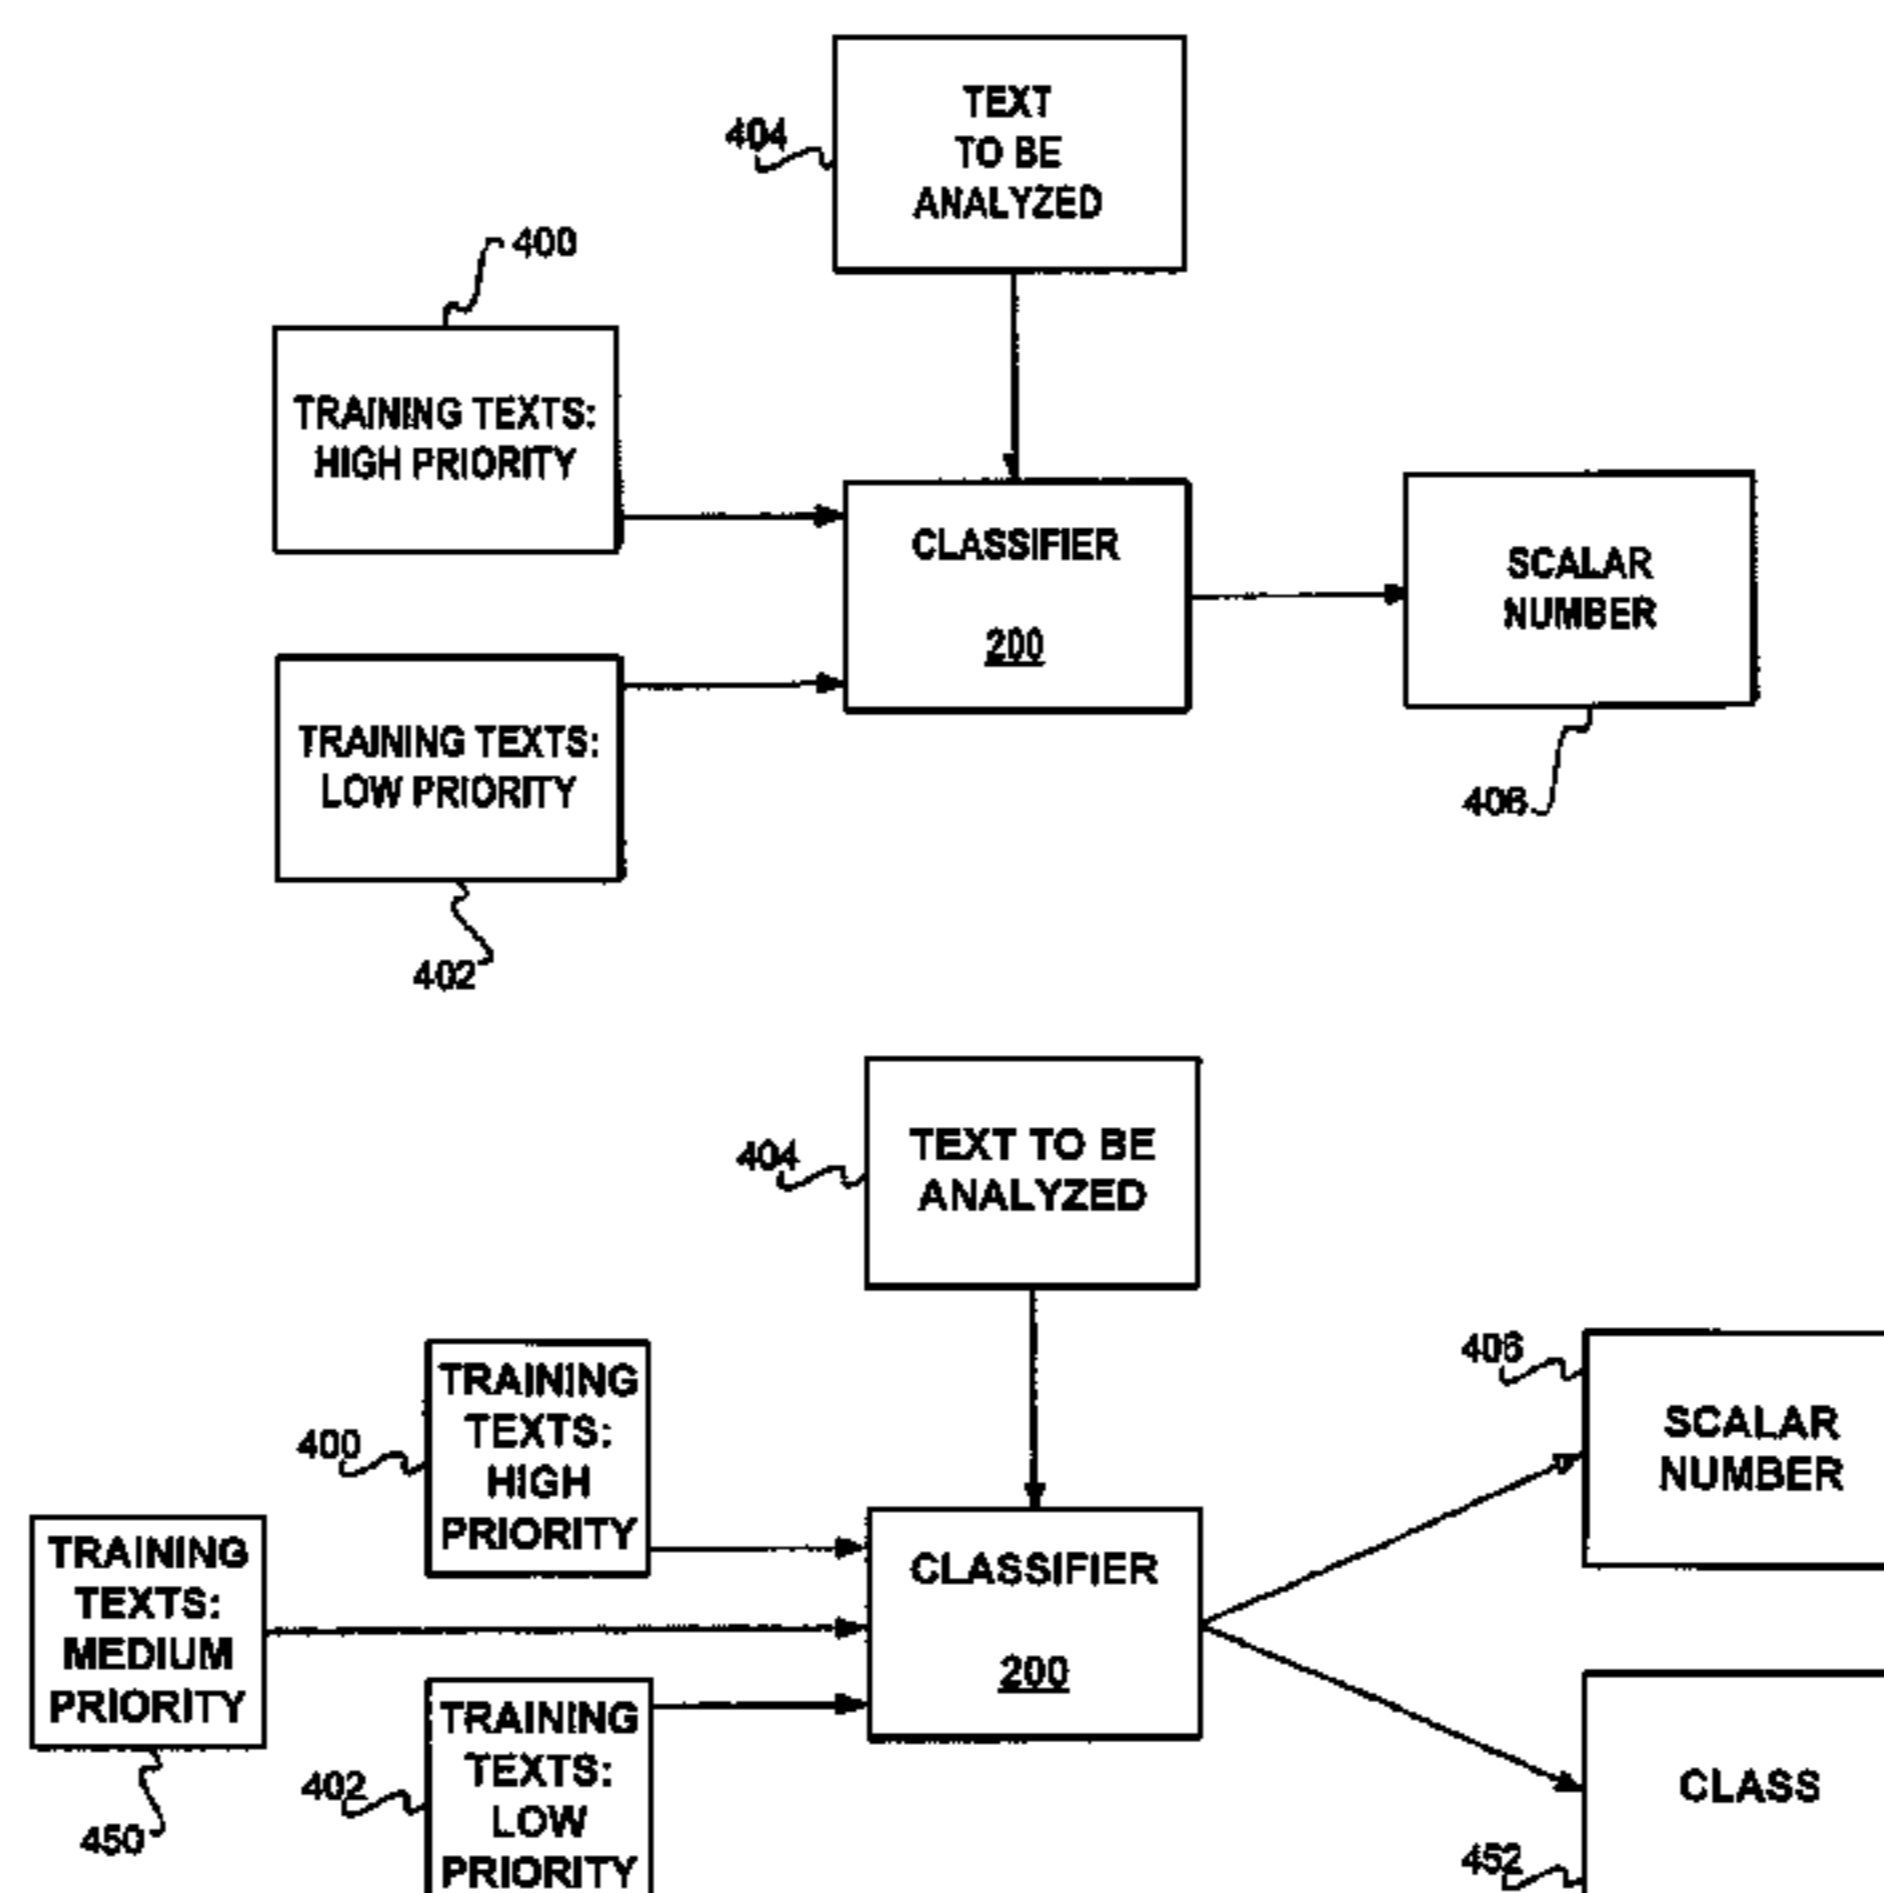 TEXT
TO BE
ANALYZED
404
400
TRAINING TEXTS:
HIGH PRIORITY
CLASSIFIER
200
SCALAR
NUMBER
406
TRAINING TEXTS:
LOW PRIORITY
402
TEXT TO BE
ANALYZED
404
TRAINING
TEXTS:
HIGH
PRIORITY
400
TRAINING
TEXTS:
MEDIUM
PRIORITY
450
TRAINING
TEXTS:
LOW
PRIORITY
402
CLASSIFIER
200
406
SCALAR
NUMBER
CLASS
452